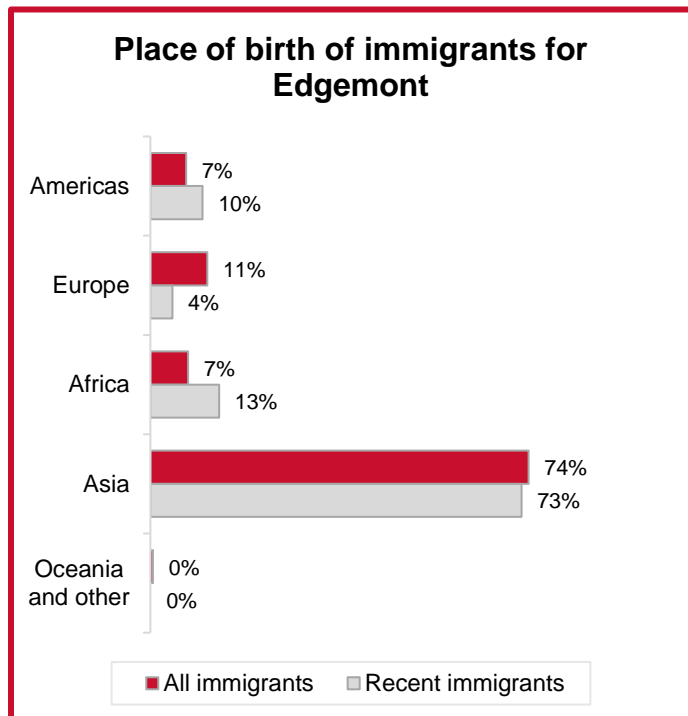 Place of birth of immigrants for
Edgemont
Americas
7%
10%
Europe
11%
4%
Africa
7%
13%
Asia
74%
73%
Oceania
and other
0%
0%
All immigrants Recent immigrants